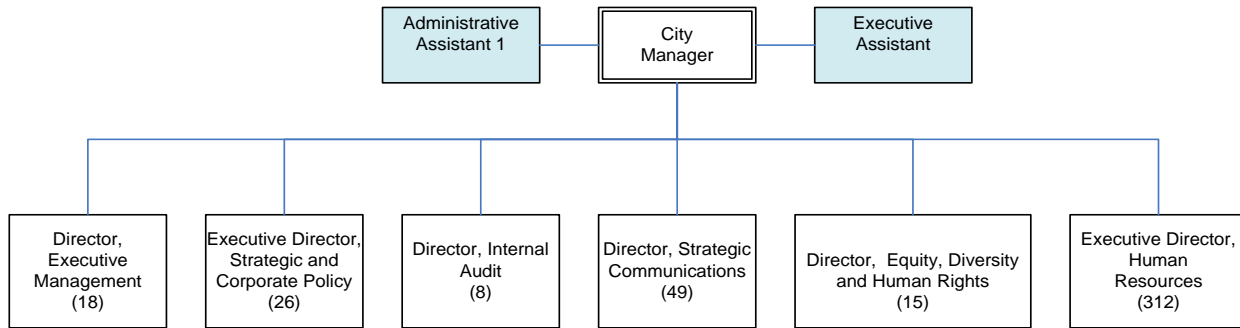 Administrative
Assistant 1
City
Manager
Executive
Assistant
Director,
Executive
Management
(18)
Executive Director,
Strategic and
Corporate Policy
(26)
Director, Internal
Audit
(8)
Director, Strategic
Communications
(49)
Director, Equity, Diversity
and Human Rights
(15)
Executive Director,
Human
Resources
(312)